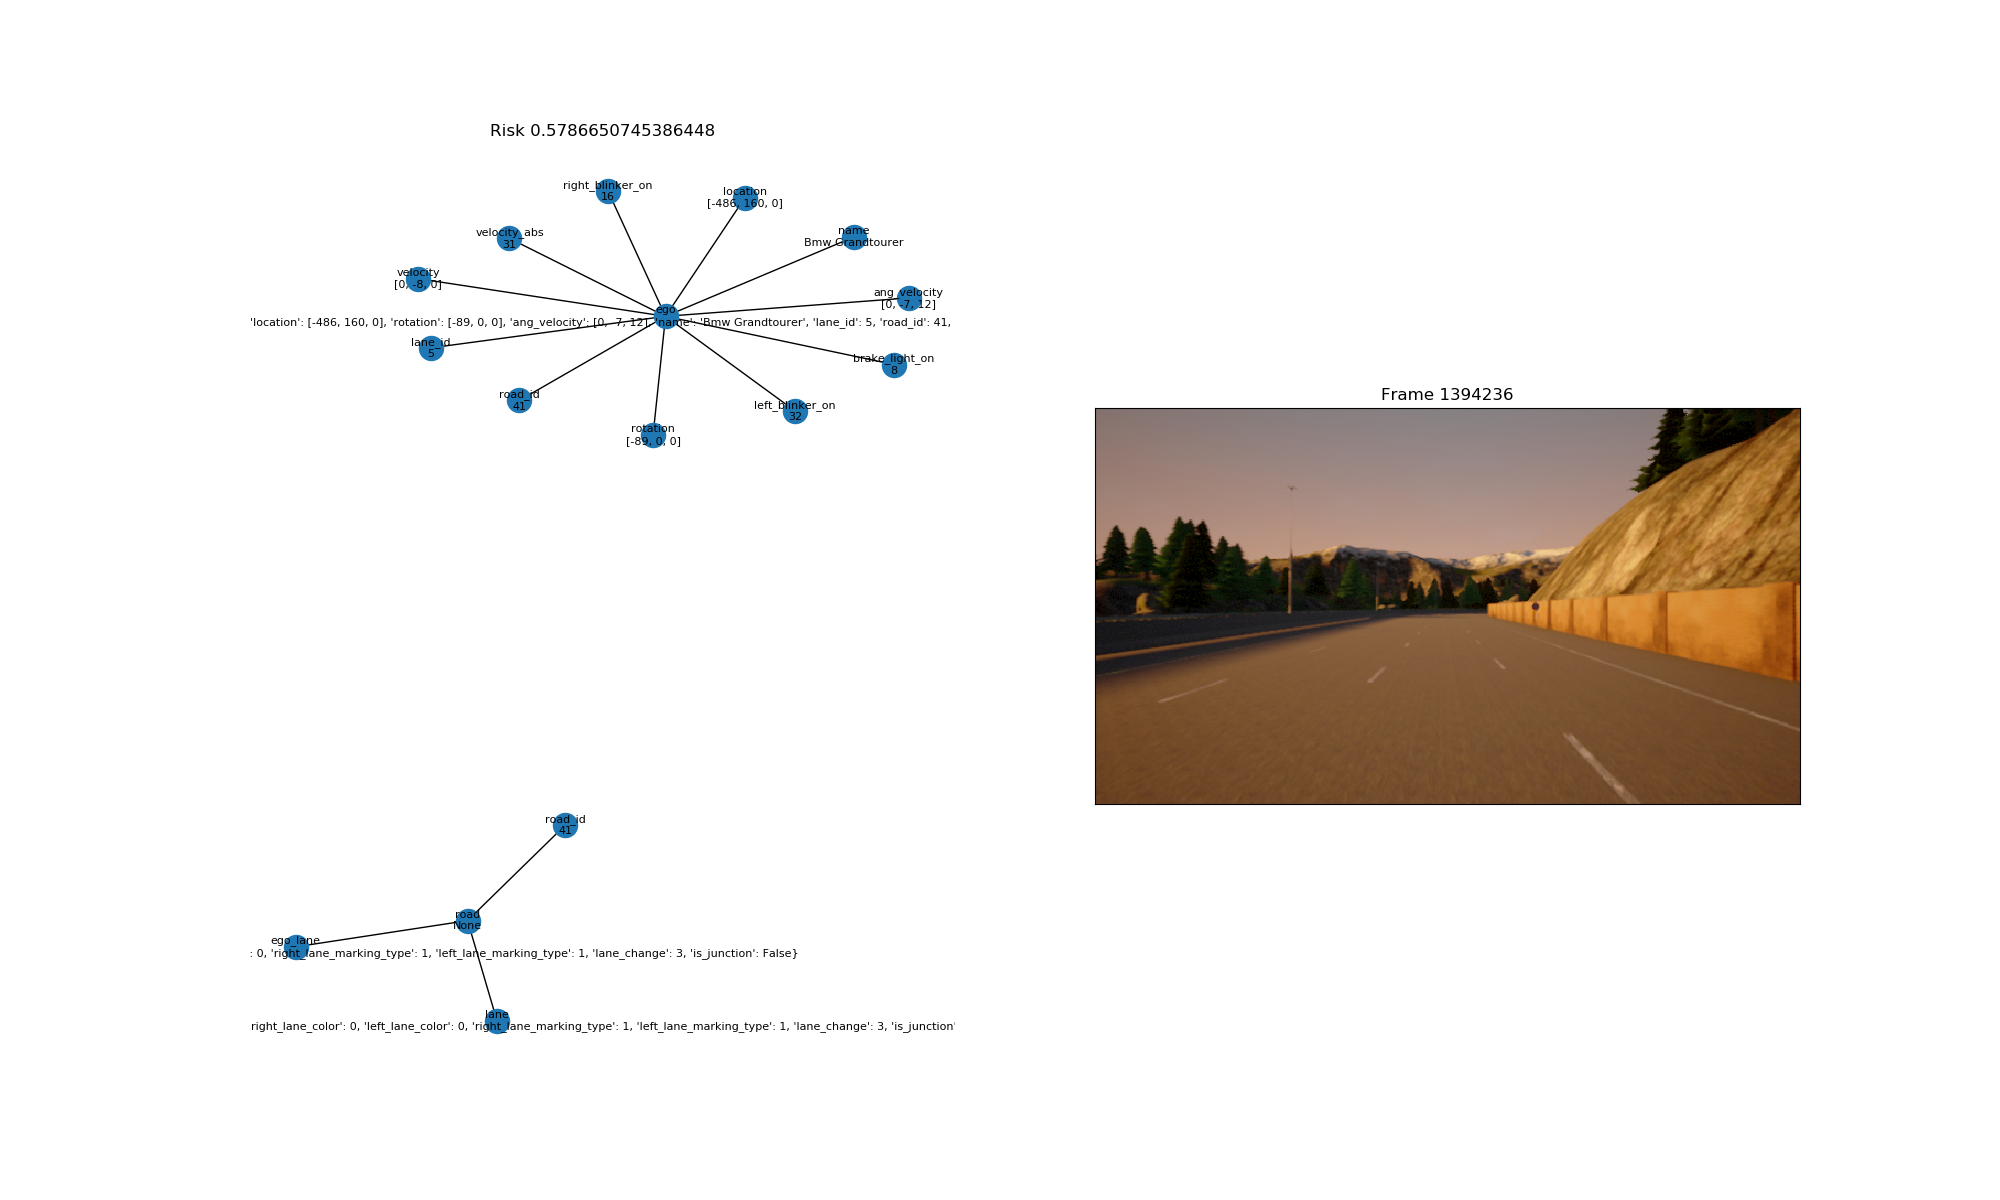 Risk 0.5786650745386448
right_blinker_on
16
location
[-486, 160, 0]
velocity_abs
31
name
Bmw Grandtourer
velocity
[0, -8, 0]
ang_velocity
[0, -7, 12]
ego
'location': [-486, 160, 0], 'rotation': [-89, 0, 0], 'ang_velocity': [0, -7, 12], 'name': 'Bmw Grandtourer', 'lane_id': 5, 'road_id': 41,
lane_id
5
brake_light_on
8
road_id
41
left_blinker_on
32
rotation
[-89, 0, 0]
Frame 1394236
road_id
41
road
None
ego_lane
: 0, 'right_lane_marking_type': 1, 'left_lane_marking_type': 1, 'lane_change': 3, 'is_junction': False}
lane
right_lane_color': 0, 'left_lane_color': 0, 'right_lane_marking_type': 1, 'left_lane_marking_type': 1, 'lane_change': 3, 'is_junction'